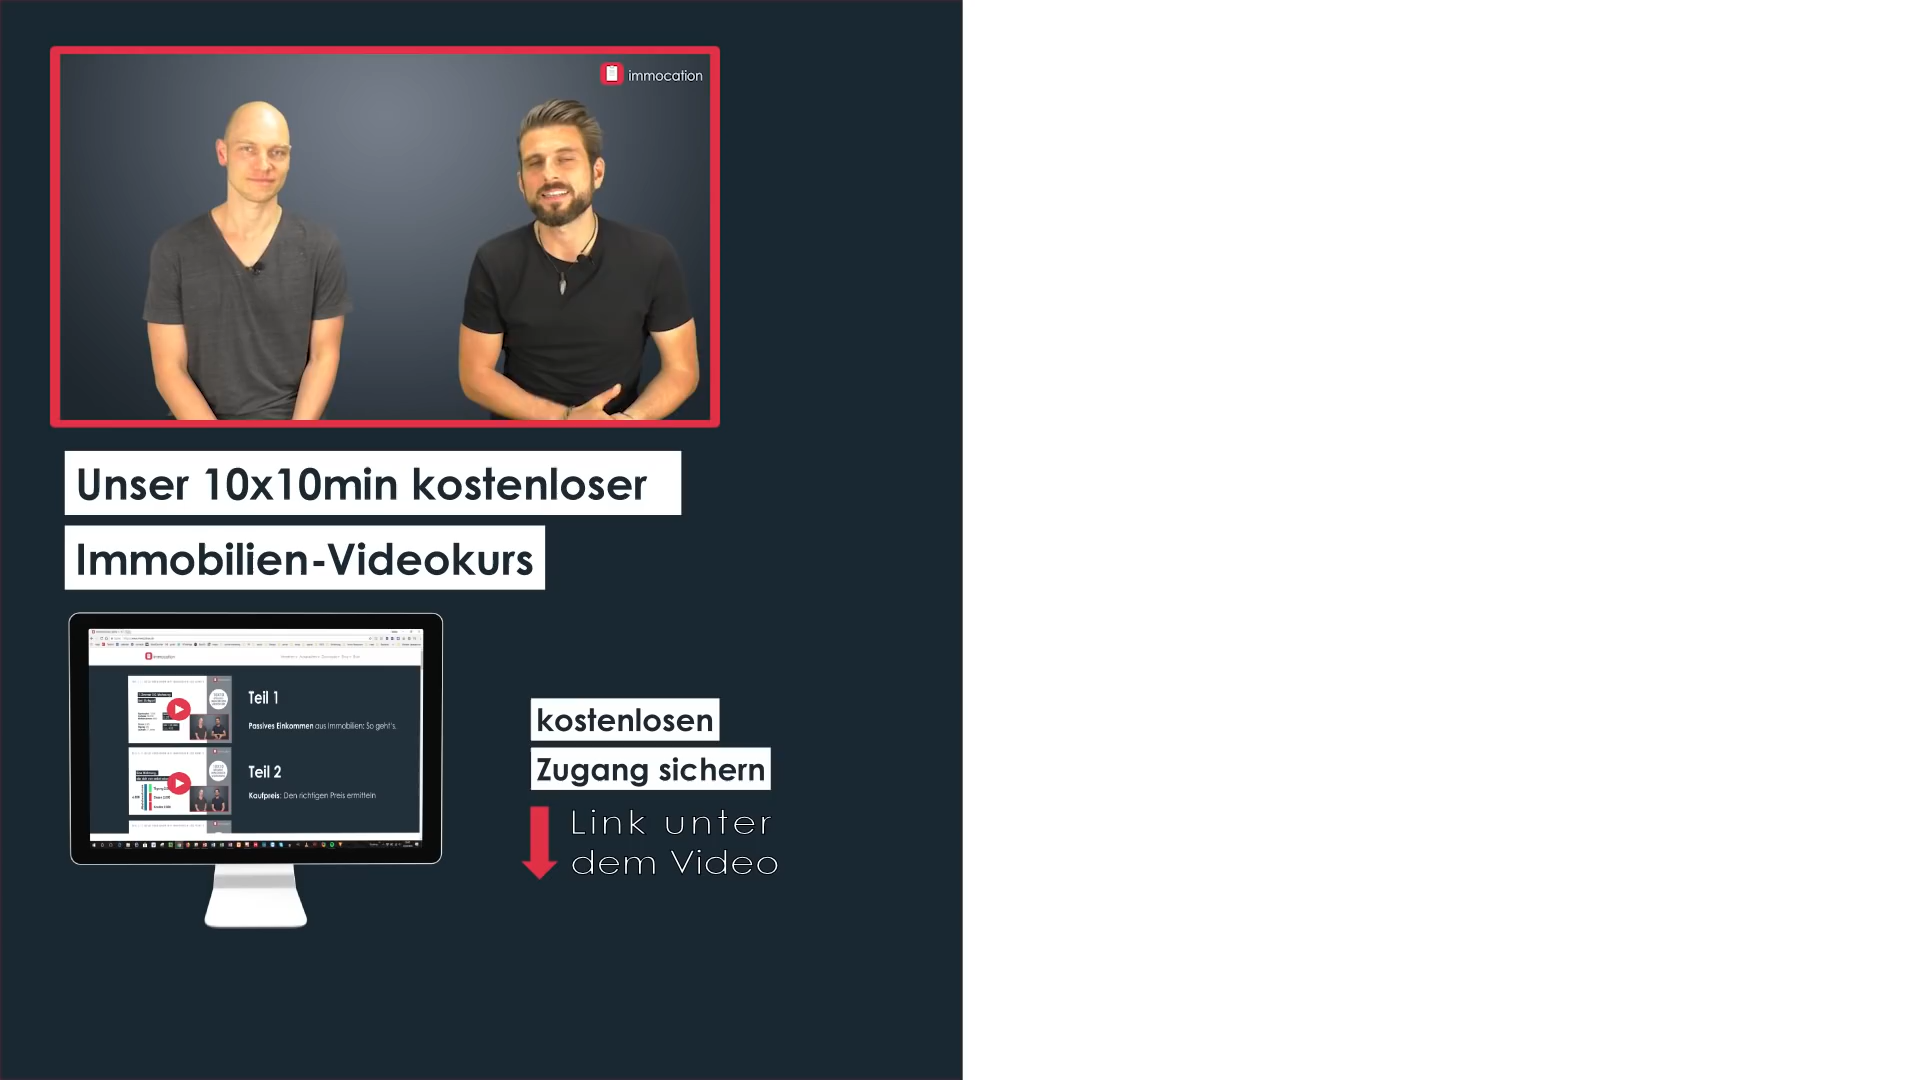 immocation
Unser 10x10min kostenloser
Immobilien-Videokurs
immocation
Teil 1
Passives Einkommen aus Immobilien: So geht's.
Teil 2
Kaufpreis: Den richtigen Preis ermitteln
kostenlosen
Zugang sichern
Link unter
dem Video